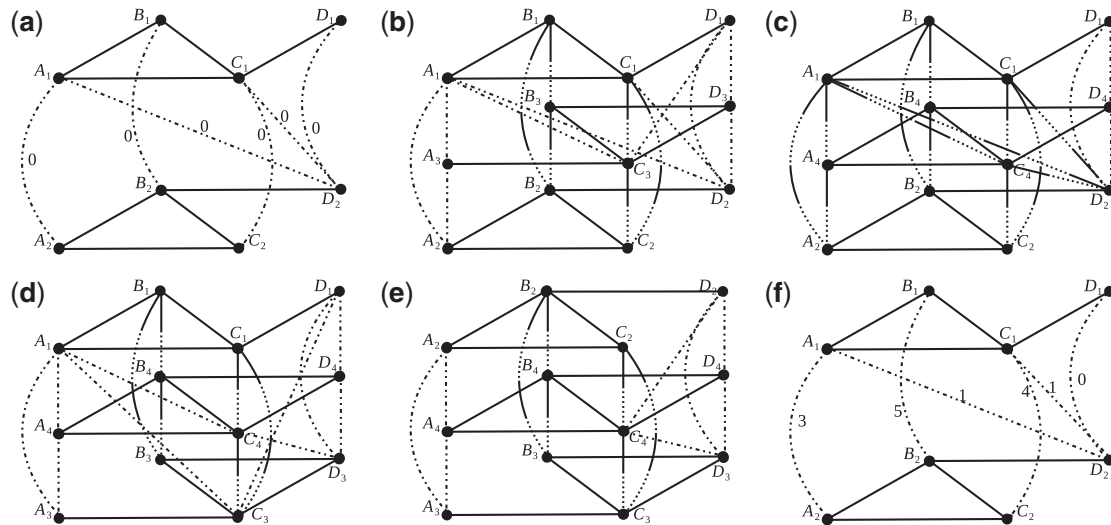 (a) B₁ D₁ (b) B₁ D₁ (c) B₁ D₁
A₁ C₁ A₁ C₁ A₁ C₁
0 0 0 0 0 B₃ D₃ B₄ D₄
A₃ C₃ A₄ C₄
B₂ D₂ B₂ D₂ B₂ D₂
A₂ C₂ A₂ C₂ A₂ C₂
(d) B₁ D₁ (e) B₂ D₂ (f) B₁ D₁
A₁ C₁ A₂ C₂ A₁ C₁
B₄ D₄ B₄ D₄ 4 1 0
A₄ C₄ A₄ C₄ 3 5 1
B₃ D₃ B₃ D₃ B₂ D₂
A₃ C₃ A₃ C₃ A₂ C₂